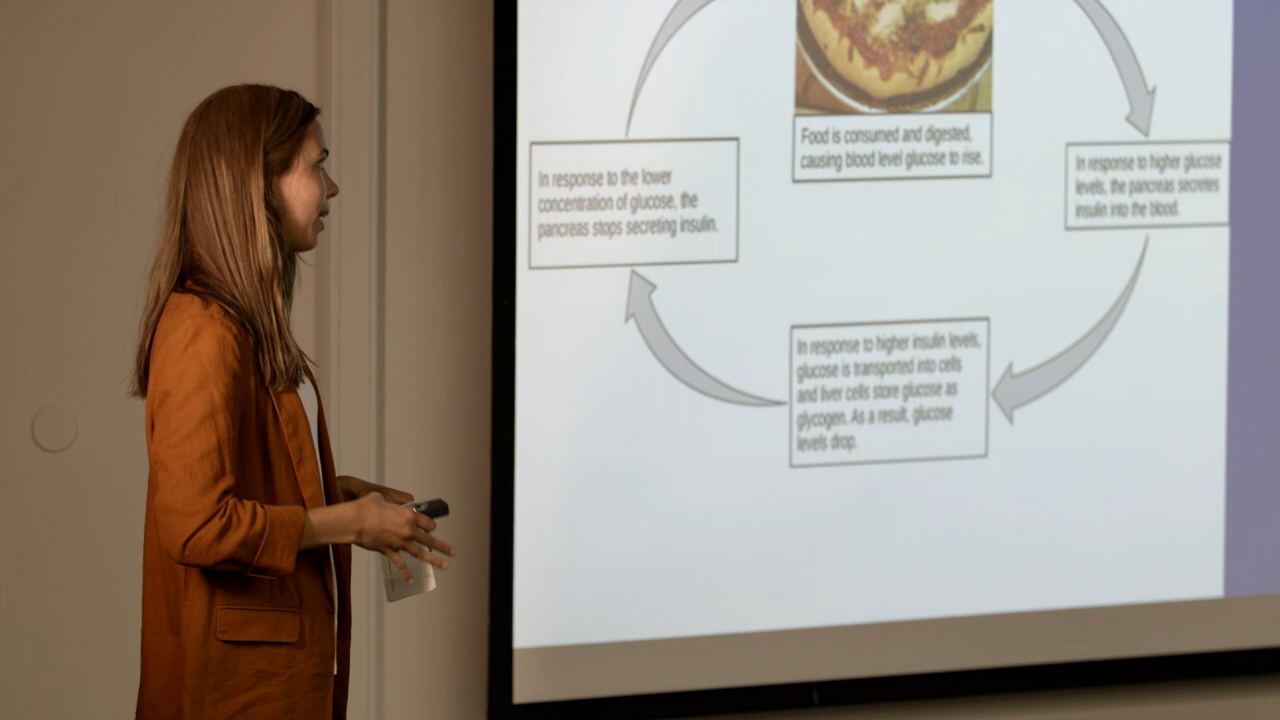 Food is consumed and digested,
causing blood level glucose to rise.
In response to higher glucose
levels, the pancreas secretes
insulin into the blood.
In response to higher insulin levels,
glucose is transported into cells
and liver cells store glucose as
glycogen. As a result, glucose
levels drop.
In response to the lower
concentration of glucose, the
pancreas stops secreting insulin.